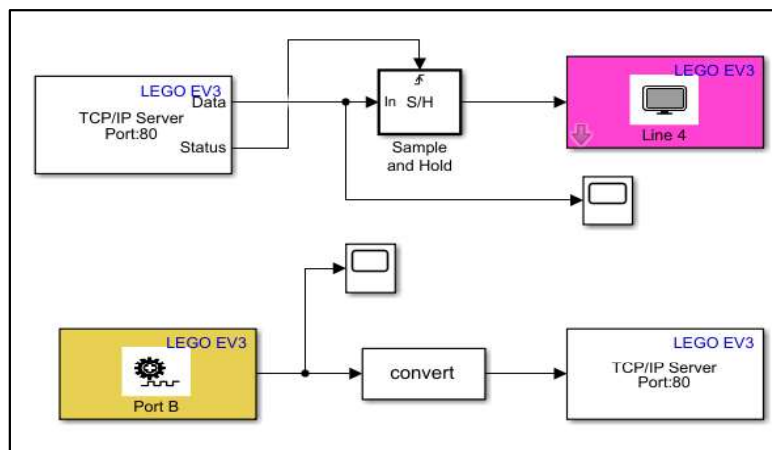 LEGO EV3
TCP/IP Server
Port:80
Data
Status
In S/H
Sample
and Hold
LEGO EV3
Line 4
LEGO EV3
Port B
convert
LEGO EV3
TCP/IP Server
Port:80